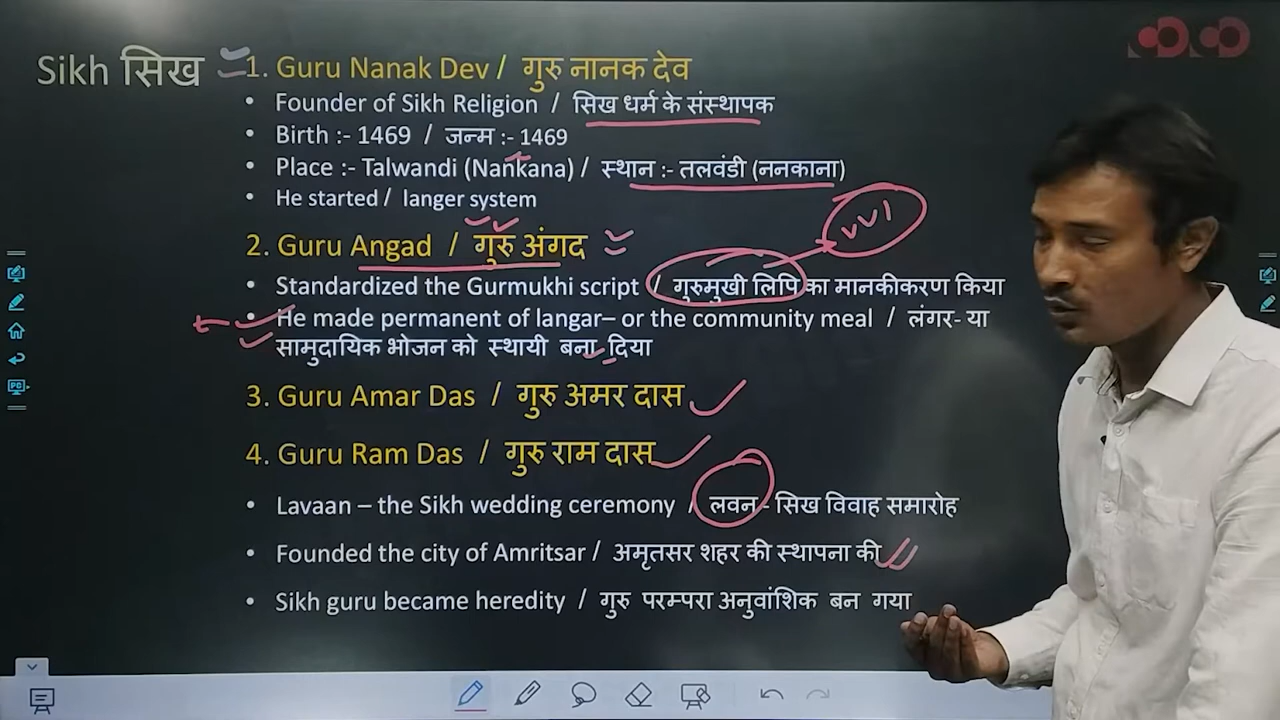 Sikh सिख
1. Guru Nanak Dev / गुरु नानक देव
• Founder of Sikh Religion / सिख धर्म के संस्थापक
• Birth :- 1469 / जन्म :- 1469
• Place :- Talwandi (Nankana) / स्थान :- तलवंडी (ननकाना)
• He started / langer system
2. Guru Angad / गुरु अंगद
VVI
• Standardized the Gurmukhi script / गुरुमुखी लिपि का मानकीकरण किया
• He made permanent of langar– or the community meal / लंगर- या
सामुदायिक भोजन को स्थायी बना दिया
3. Guru Amar Das / गुरु अमर दास
4. Guru Ram Das / गुरु राम दास
• Lavaan – the Sikh wedding ceremony / लवन - सिख विवाह समारोह
• Founded the city of Amritsar / अमृतसर शहर की स्थापना की
• Sikh guru became heredity / गुरु परम्परा अनुवांशिक बन गया
PC